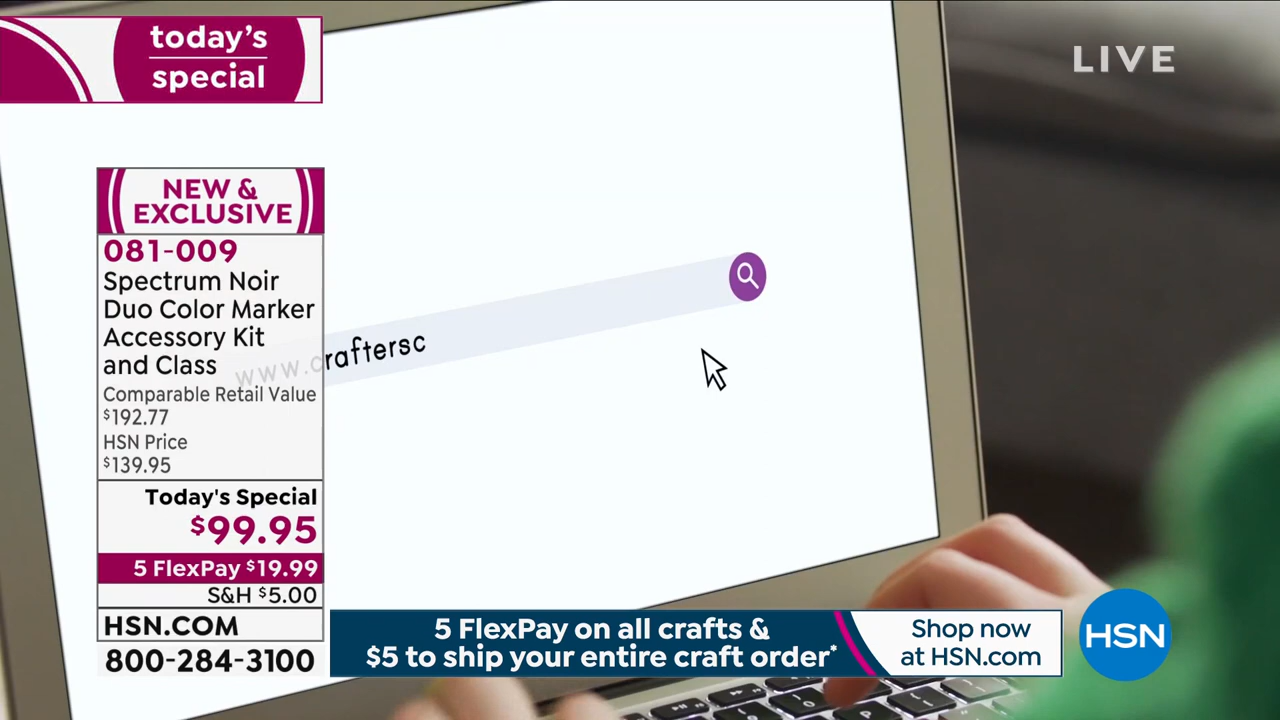 today's
special
LIVE
NEW &
EXCLUSIVE
081-009
Spectrum Noir
Duo Color Marker
Accessory Kit
and Class
Comparable Retail Value
$192.77
HSN Price
$139.95
Today's Special
$99.95
5 FlexPay $19.99
S&H $5.00
HSN.COM
800-284-3100
www.craftersc
5 FlexPay on all crafts &
$5 to ship your entire craft order*
Shop now
at HSN.com
HSN